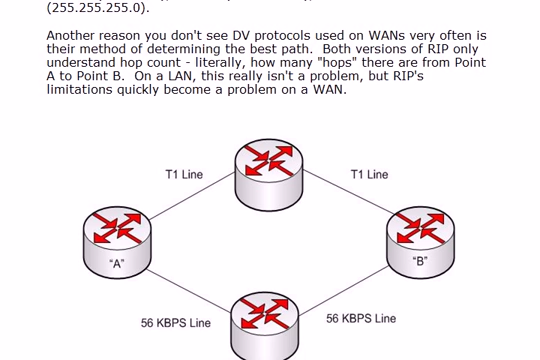 (255.255.255.0).
Another reason you don't see DV protocols used on WANs very often is
their method of determining the best path.  Both versions of RIP only
understand hop count - literally, how many "hops" there are from Point
A to Point B.  On a LAN, this really isn't a problem, but RIP's
limitations quickly become a problem on a WAN.
T1 Line
T1 Line
“A”
“B”
56 KBPS Line
56 KBPS Line